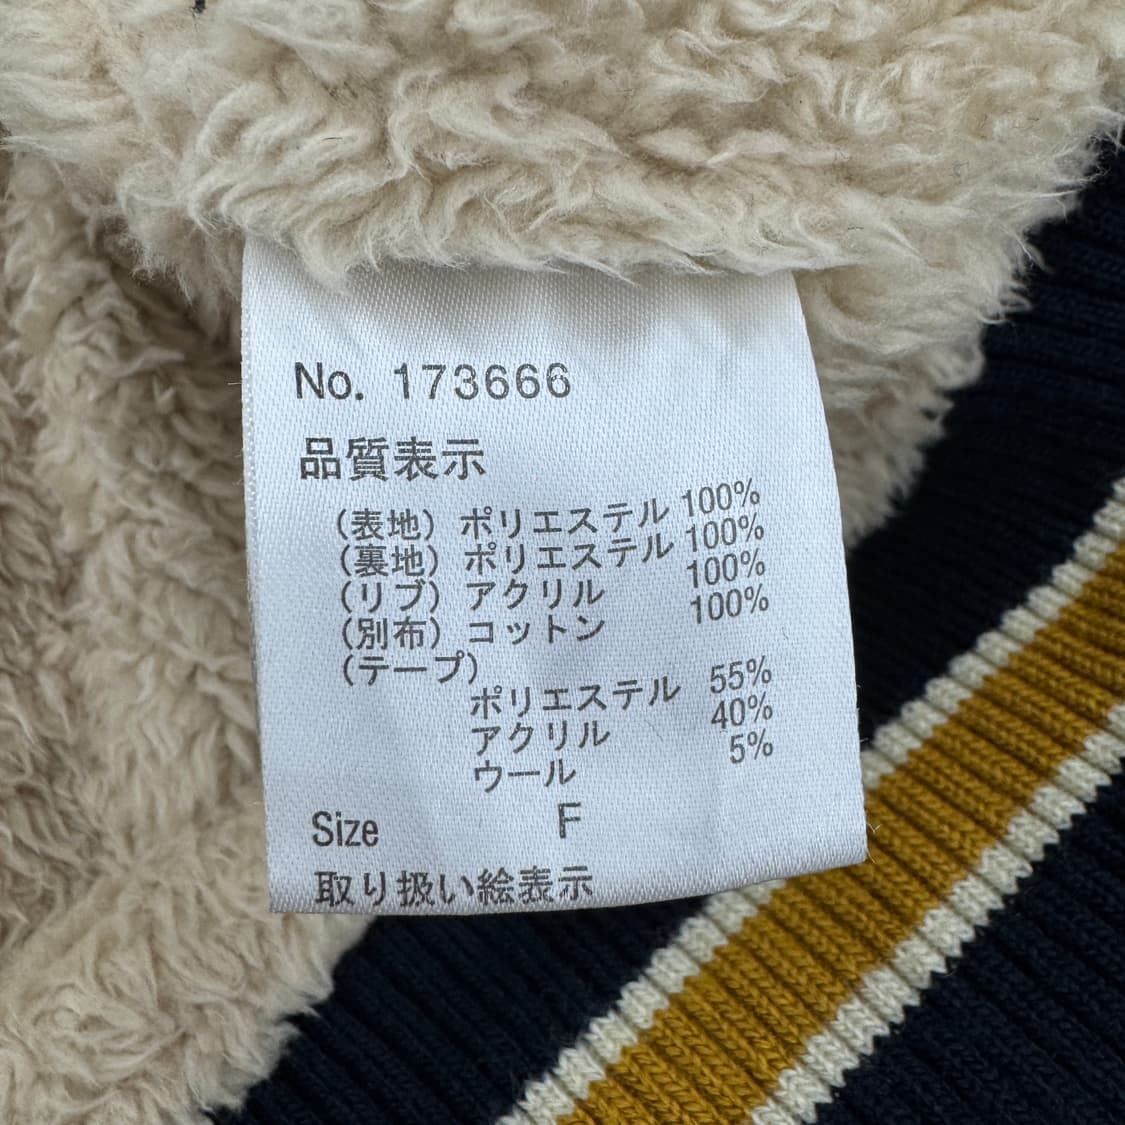 No. 173666
品質表示
(表地) ポリエステル 100%
(裏地) ポリエステル 100%
(リブ) アクリル 100%
(別布) コットン 100%
(テープ)
ポリエステル 55%
アクリル 40%
ウール 5%
Size F
取り扱い絵表示